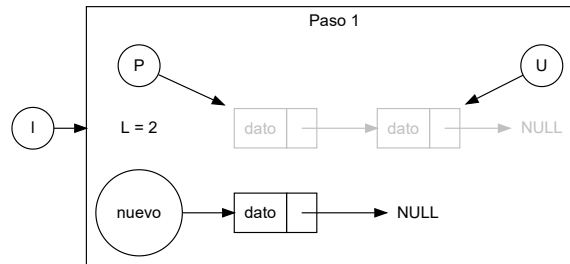 Paso 1
P
U
I
L = 2
dato
dato
NULL
nuevo
dato
NULL